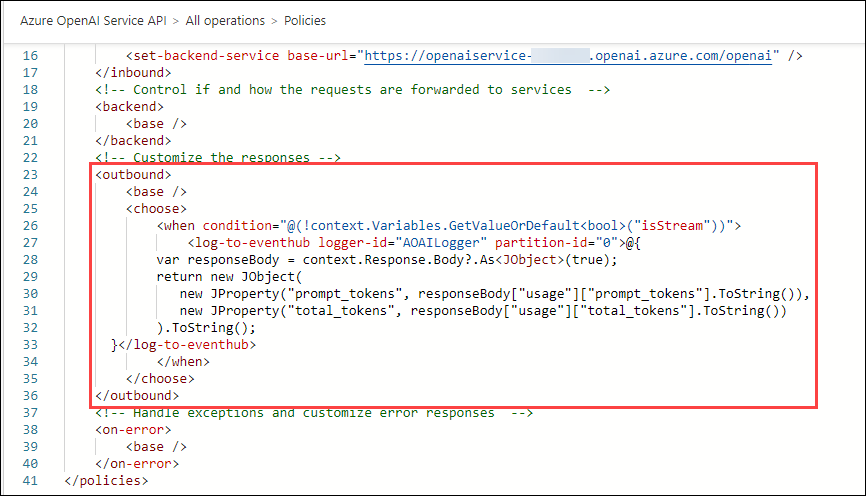 Azure OpenAI Service API > All operations > Policies
16 <set-backend-service base-url="https://openaiservice- .openai.azure.com/openai" />
17 </inbound>
18 <!-- Control if and how the requests are forwarded to services  -->
19 <backend>
20 <base />
21 </backend>
22 <!-- Customize the responses -->
23 <outbound>
24 <base />
25 <choose>
26 <when condition="@(!context.Variables.GetValueOrDefault<bool>("isStream"))">
27 <log-to-eventhub logger-id="AOAILogger" partition-id="0">@{
28 var responseBody = context.Response.Body?.As<JObject>(true);
29 return new JObject(
30 new JProperty("prompt_tokens", responseBody["usage"]["prompt_tokens"].ToString()),
31 new JProperty("total_tokens", responseBody["usage"]["total_tokens"].ToString())
32 ).ToString();
33 }</log-to-eventhub>
34 </when>
35 </choose>
36 </outbound>
37 <!-- Handle exceptions and customize error responses  -->
38 <on-error>
39 <base />
40 </on-error>
41 </policies>